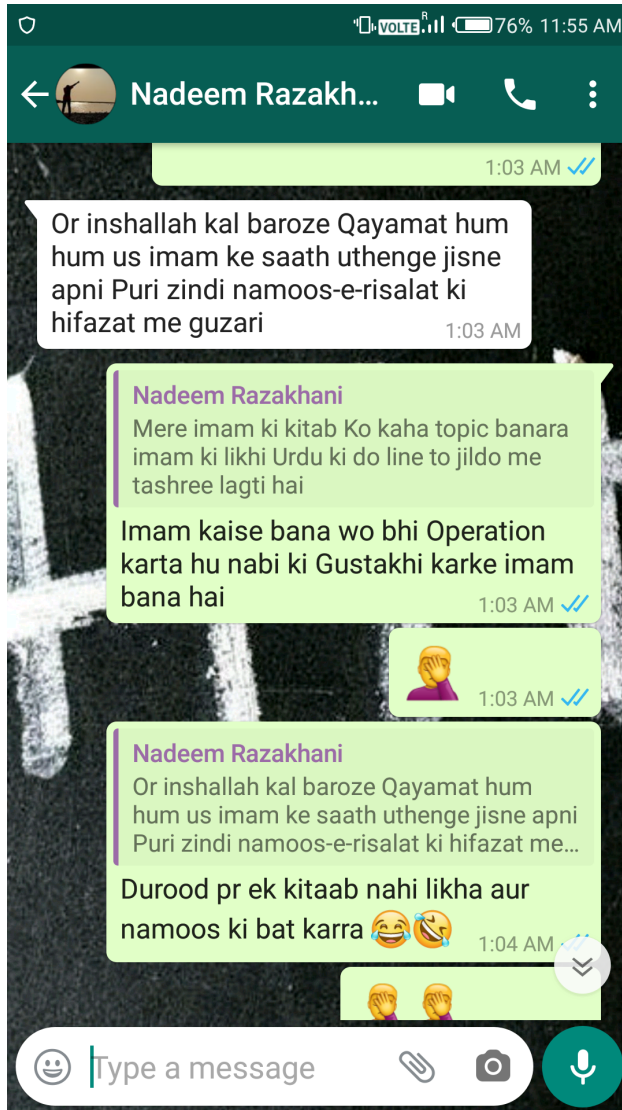 VOLTE R 76% 11:55 AM
Nadeem Razakh...
1:03 AM
Or inshallah kal baroze Qayamat hum
hum us imam ke saath uthenge jisne
apni Puri zindi namoos-e-risalat ki
hifazat me guzari
1:03 AM
Nadeem Razakhani
Mere imam ki kitab Ko kaha topic banara
imam ki likhi Urdu ki do line to jildo me
tashree lagti hai
Imam kaise bana wo bhi Operation
karta hu nabi ki Gustakhi karke imam
bana hai
1:03 AM
🤦
1:03 AM
Nadeem Razakhani
Or inshallah kal baroze Qayamat hum
hum us imam ke saath uthenge jisne apni
Puri zindi namoos-e-risalat ki hifazat me...
Durood pr ek kitaab nahi likha aur
namoos ki bat karra 😂🤣
1:04 AM
🤦 🤦
Type a message